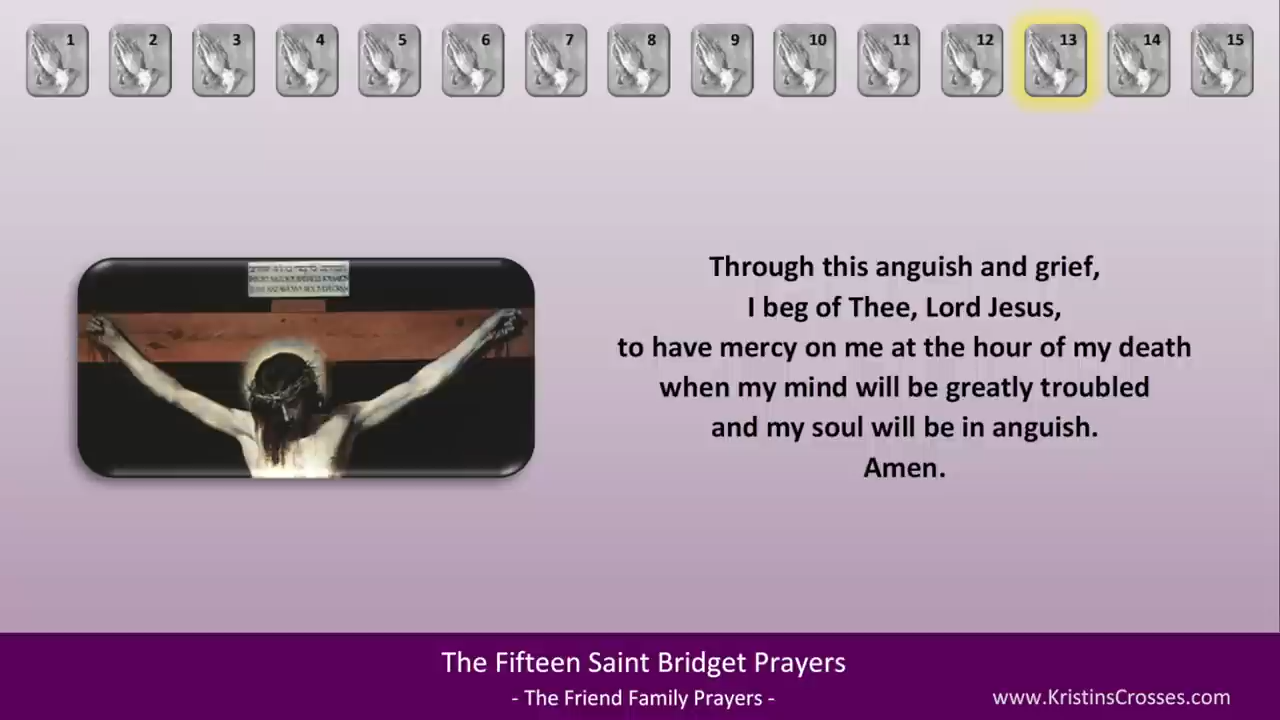 1 2 3 4 5 6 7 8 9 10 11 12 13 14 15
Through this anguish and grief,
I beg of Thee, Lord Jesus,
to have mercy on me at the hour of my death
when my mind will be greatly troubled
and my soul will be in anguish.
Amen.
The Fifteen Saint Bridget Prayers
- The Friend Family Prayers -
www.KristinsCrosses.com